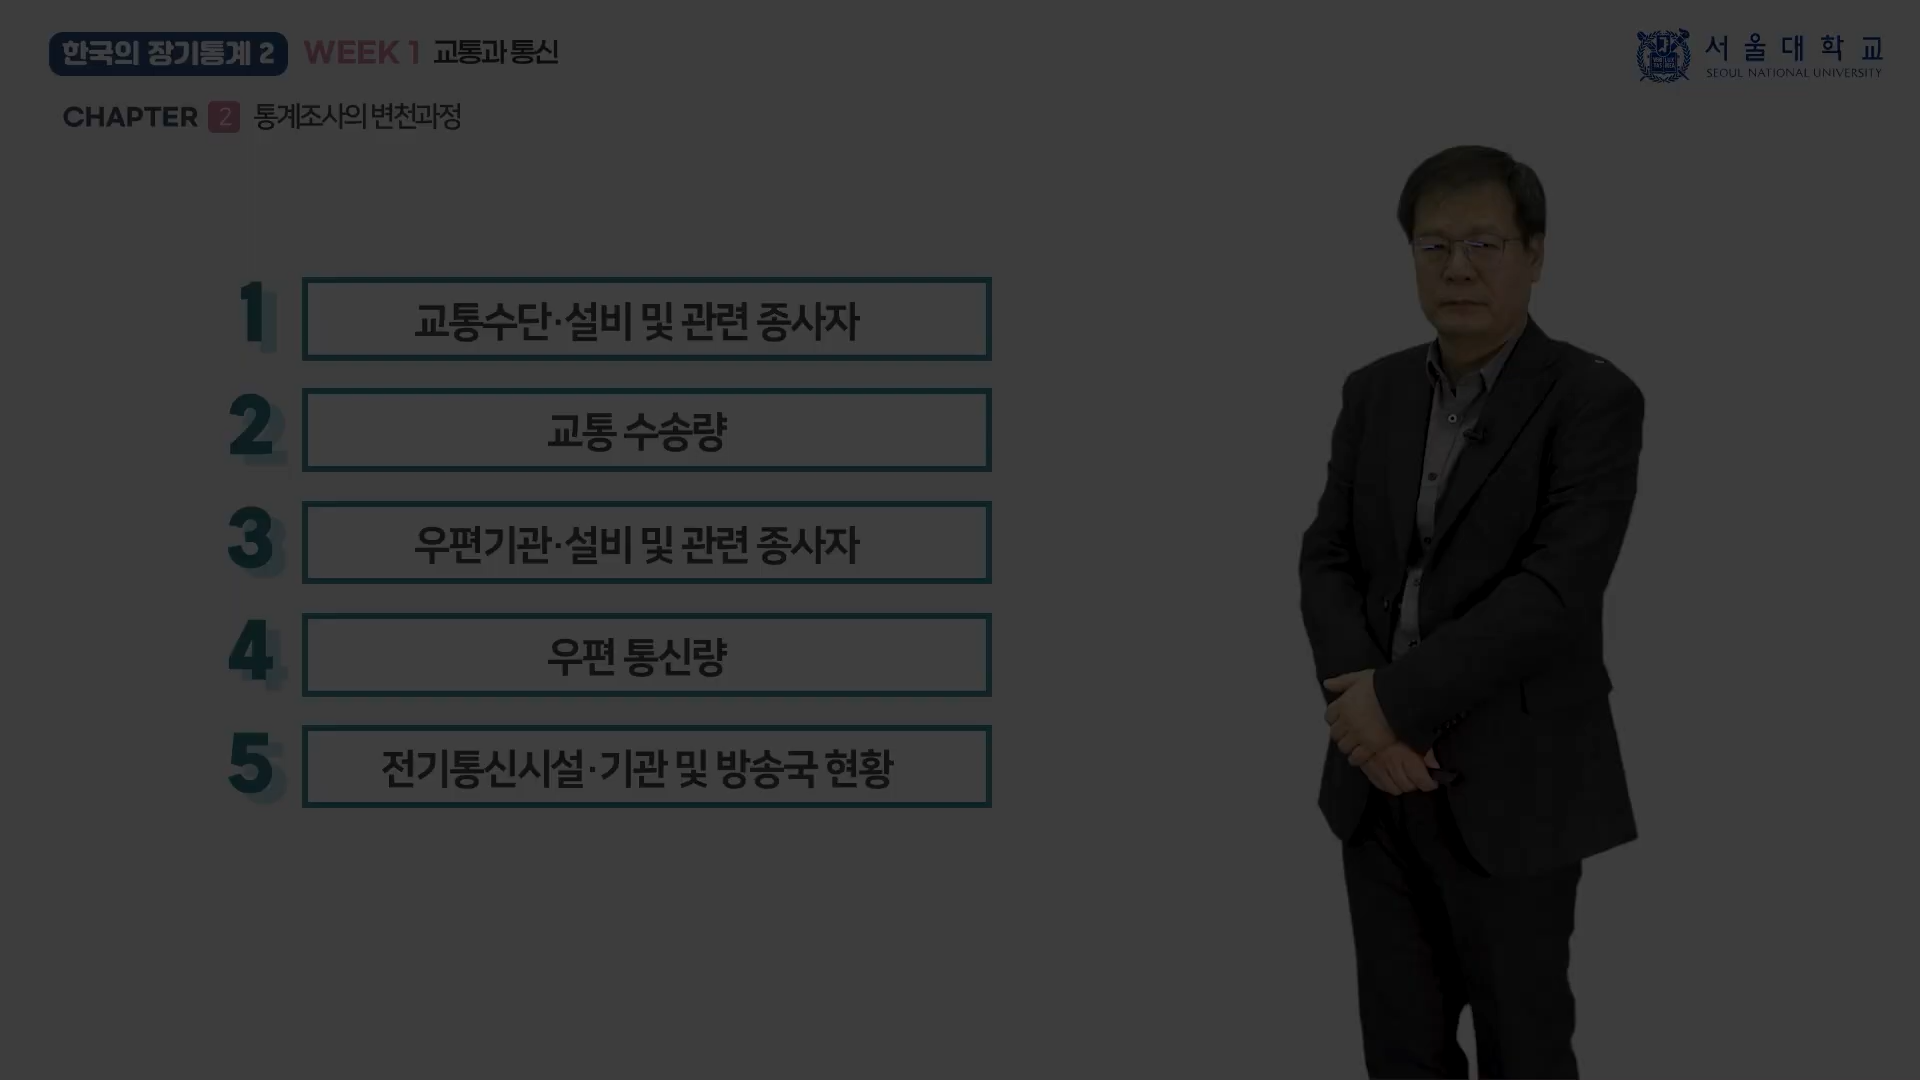 한국의 장기통계 2 WEEK 1 교통과 통신
서울대학교
SEOUL NATIONAL UNIVERSITY
CHAPTER 2 통계조사의 변천과정
1 교통수단·설비 및 관련 종사자
2 교통 수송량
3 우편기관·설비 및 관련 종사자
4 우편 통신량
5 전기통신시설·기관 및 방송국 현황